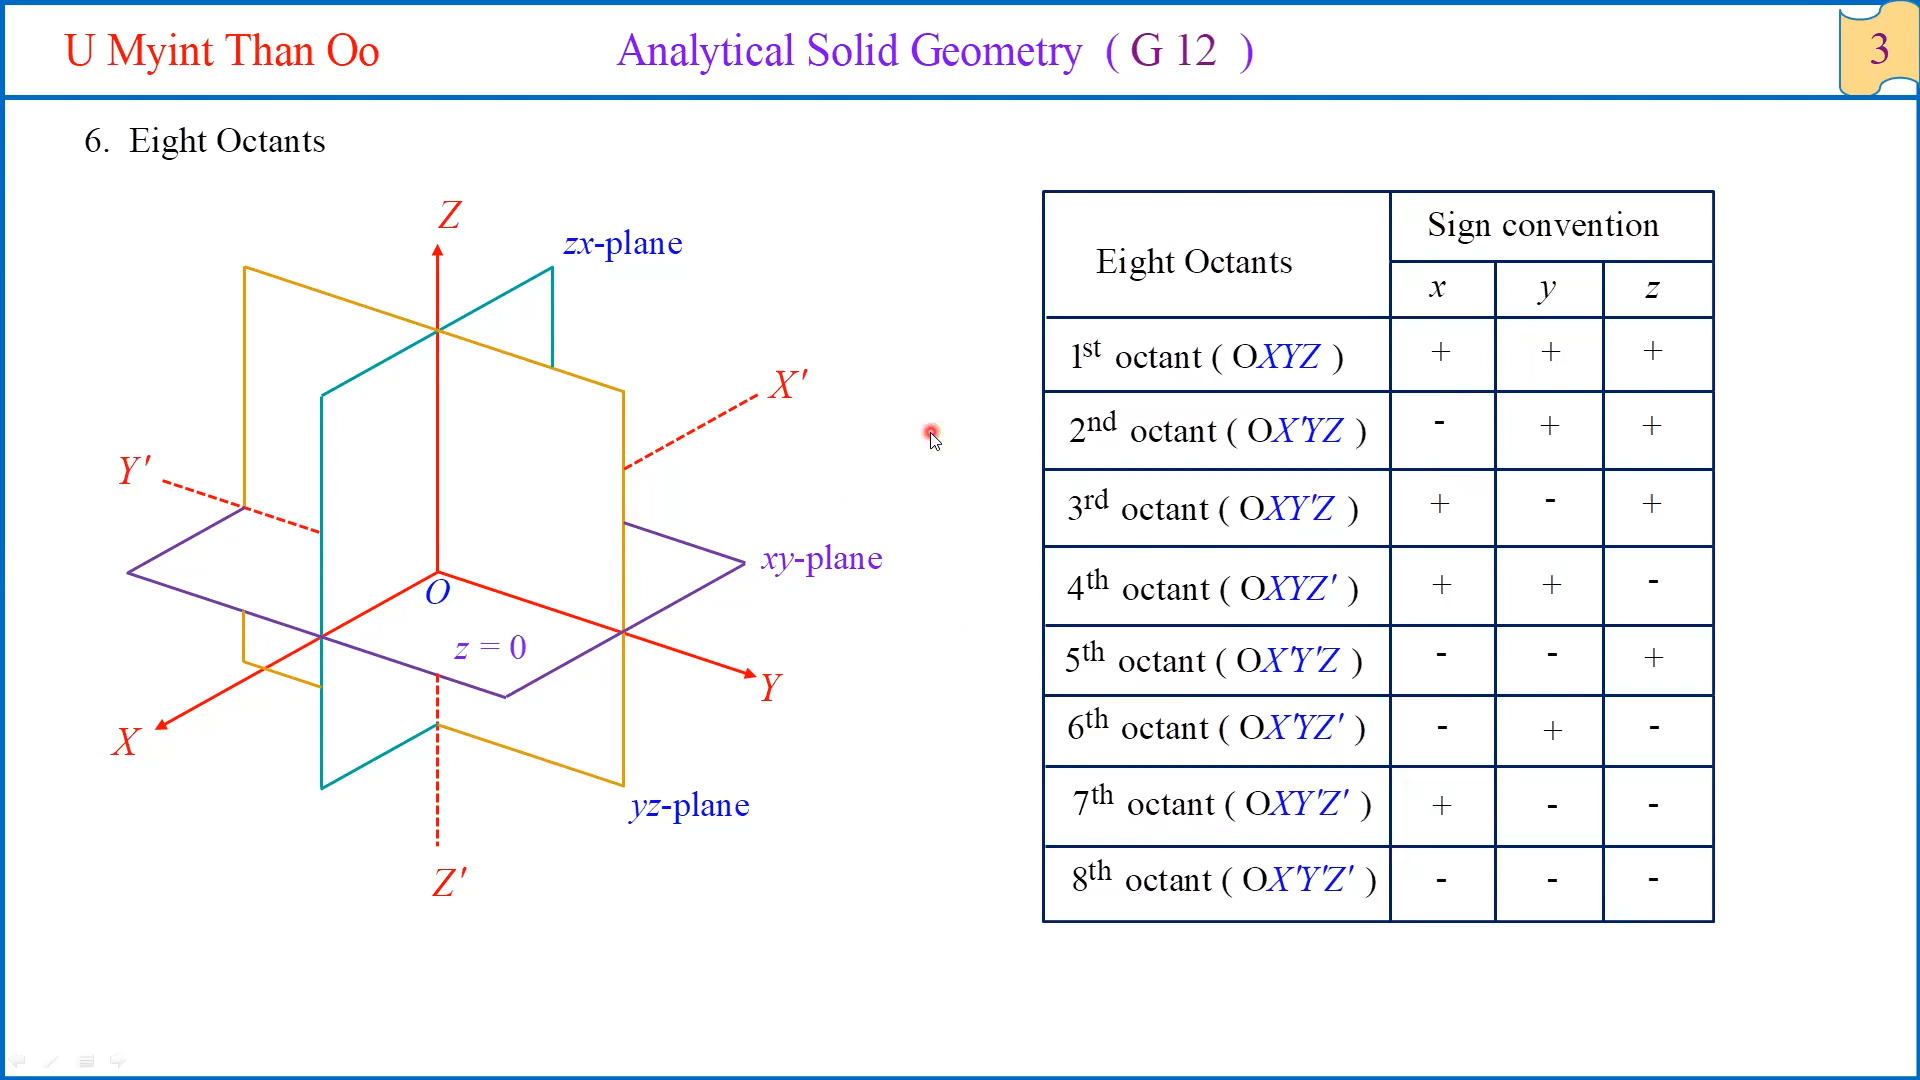 U Myint Than Oo
Analytical Solid Geometry ( G 12 )
3
6. Eight Octants
Z
zx-plane
X'
Y'
xy-plane
O
z = 0
Y
X
yz-plane
Z'
Eight Octants
Sign convention
x y z
1st octant ( OXYZ ) + + +
2nd octant ( OX'YZ ) - + +
3rd octant ( OXY'Z ) + - +
4th octant ( OXYZ' ) + + -
5th octant ( OX'Y'Z ) - - +
6th octant ( OX'YZ' ) - + -
7th octant ( OXY'Z' ) + - -
8th octant ( OX'Y'Z' ) - - -